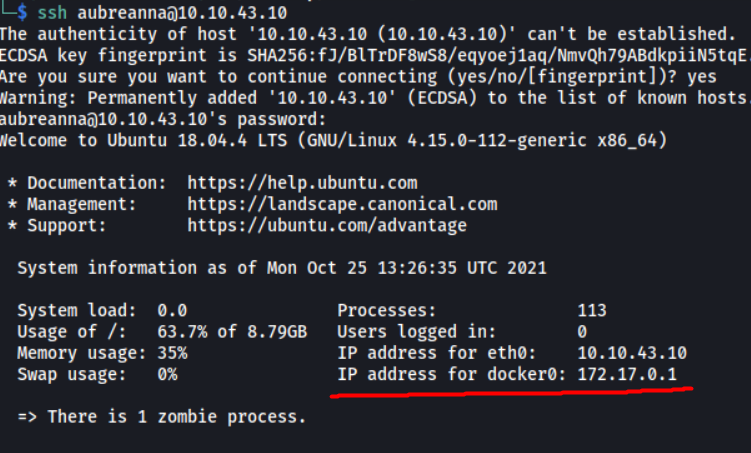 └─$ ssh aubreanna@10.10.43.10
The authenticity of host '10.10.43.10 (10.10.43.10)' can't be established.
ECDSA key fingerprint is SHA256:fJ/BlTrDF8wS8/eqyoej1aq/NmvQh79ABdkpiiN5tqE.
Are you sure you want to continue connecting (yes/no/[fingerprint])? yes
Warning: Permanently added '10.10.43.10' (ECDSA) to the list of known hosts.
aubreanna@10.10.43.10's password:
Welcome to Ubuntu 18.04.4 LTS (GNU/Linux 4.15.0-112-generic x86_64)
* Documentation: https://help.ubuntu.com
* Management: https://landscape.canonical.com
* Support: https://ubuntu.com/advantage
System information as of Mon Oct 25 13:26:35 UTC 2021
System load: 0.0 Processes: 113
Usage of /: 63.7% of 8.79GB Users logged in: 0
Memory usage: 35% IP address for eth0: 10.10.43.10
Swap usage: 0% IP address for docker0: 172.17.0.1
=> There is 1 zombie process.